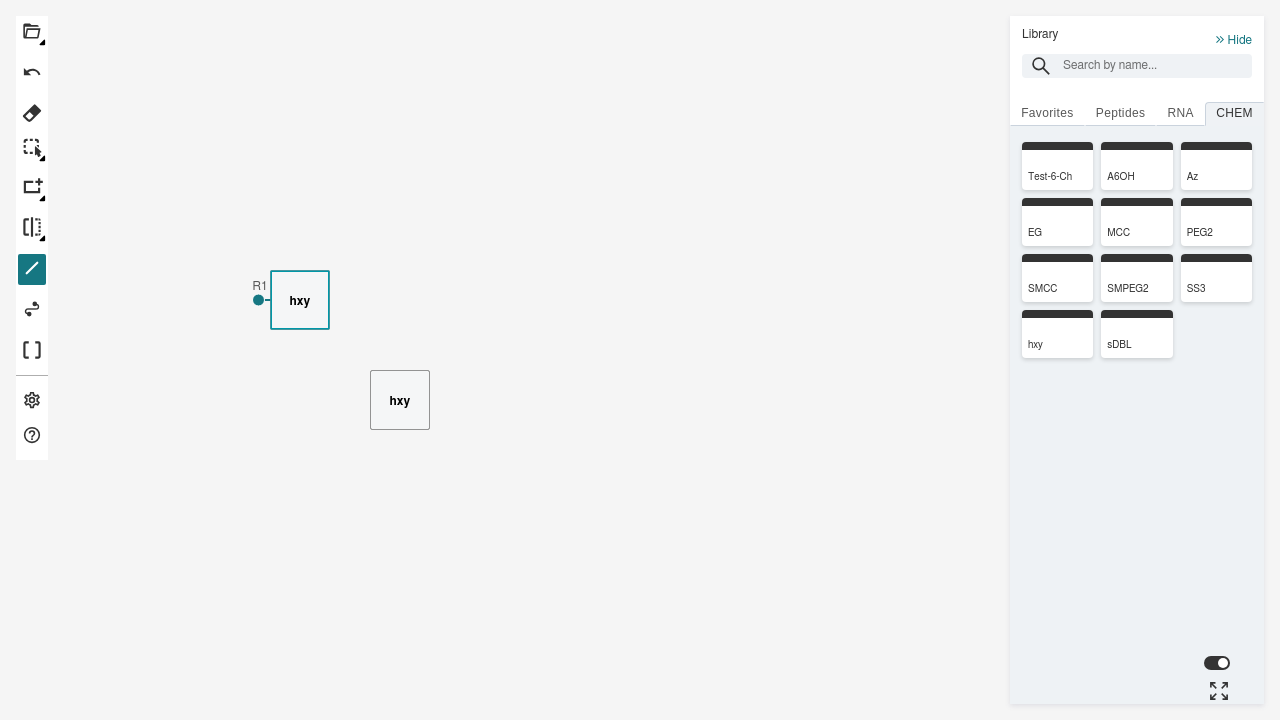 Library
Hide
Search by name...
Favorites
Peptides
RNA
CHEM
Test-6-Ch
A6OH
Az
EG
MCC
PEG2
SMCC
SMPEG2
SS3
hxy
sDBL
R1
hxy
hxy